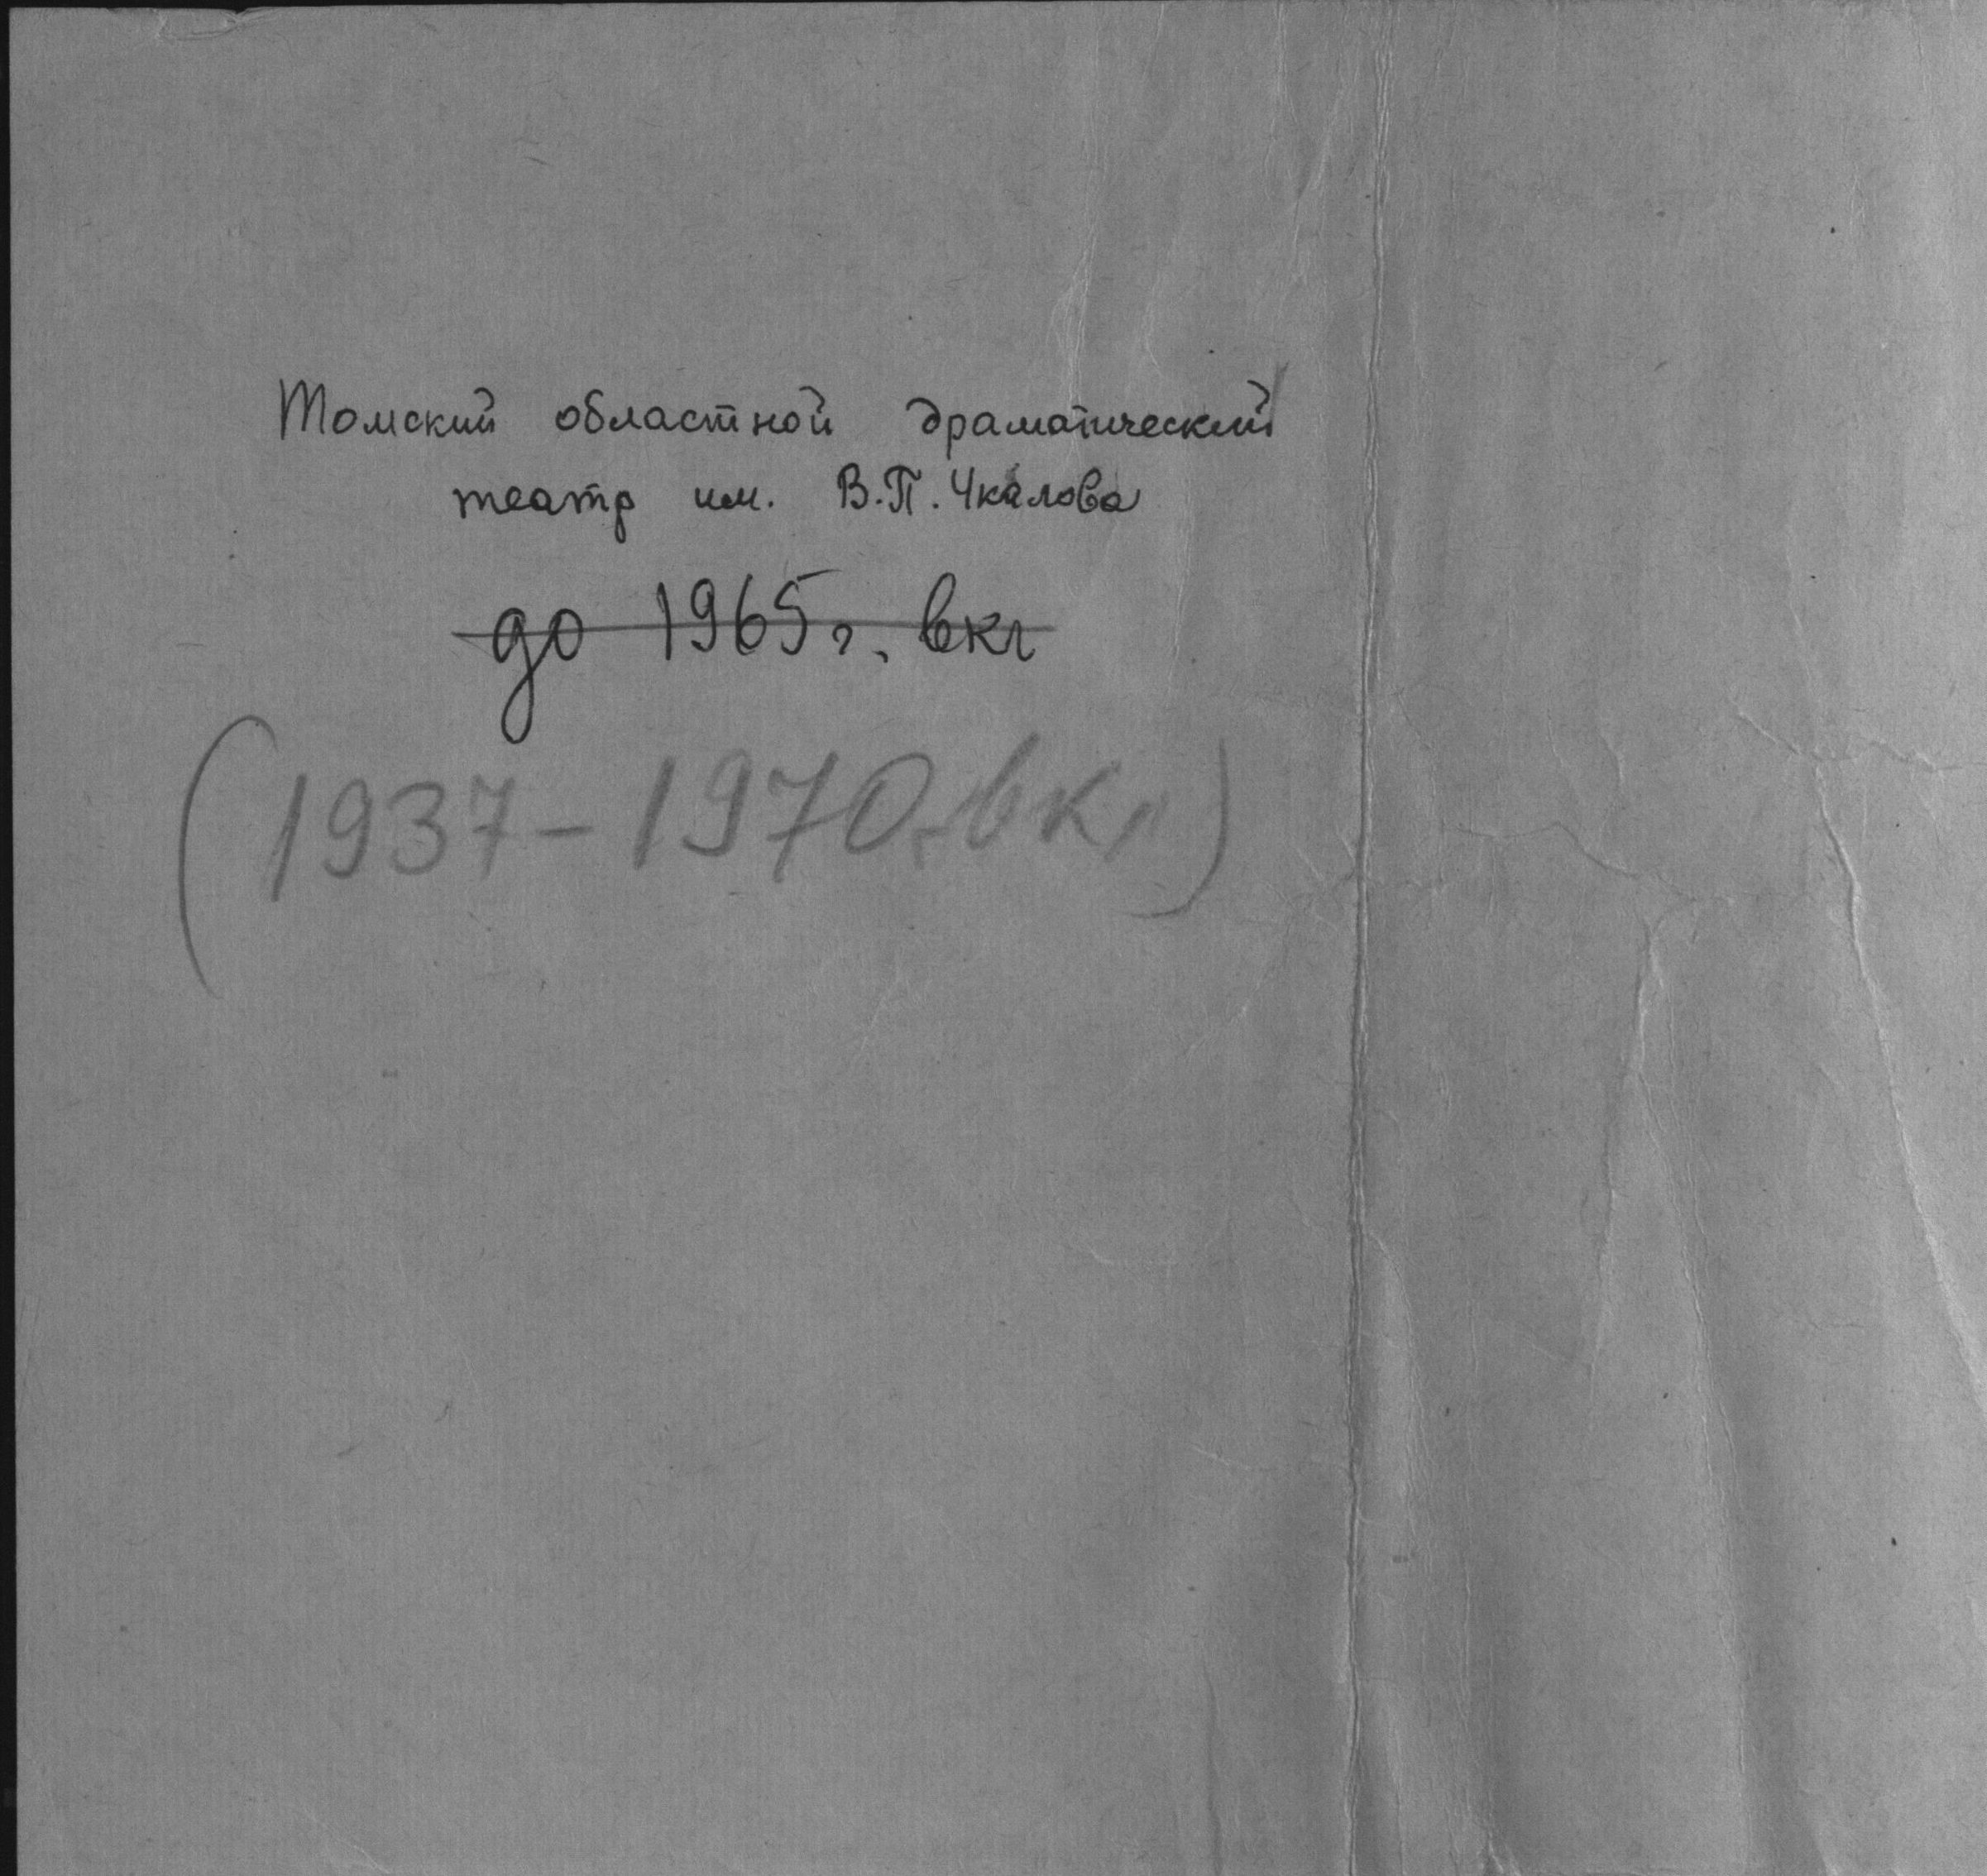 Томский областной драматический
театр им. В.П. Чкалова
до 1965 г. вкл
(1937-1970 г. вкл)